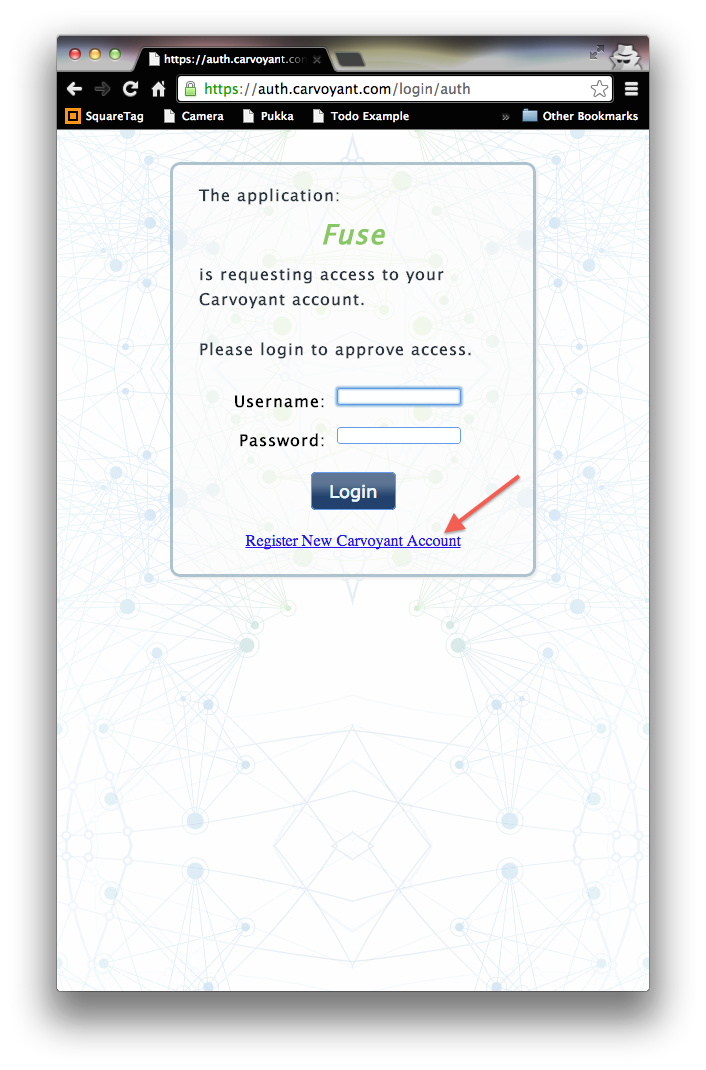 https://auth.carvoyant.con
https://auth.carvoyant.com/login/auth
SquareTag Camera Pukka Todo Example » Other Bookmarks
The application:
Fuse
is requesting access to your
Carvoyant account.
Please login to approve access.
Username:
Password:
Login
Register New Carvoyant Account